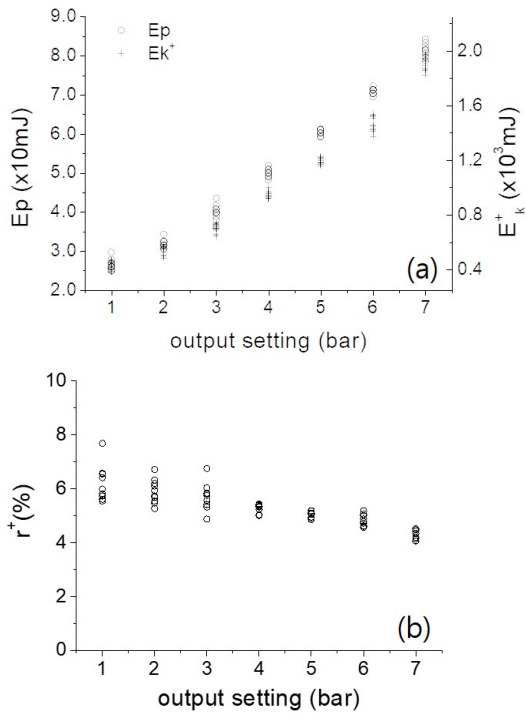 9.0
8.0
7.0
6.0
5.0
4.0
3.0
2.0
Ep (x10mJ)
Ep
Ek+
2.0
1.6
1.2
0.8
0.4
E+k (x10³mJ)
(a)
1 2 3 4 5 6 7
output setting (bar)
10
8
6
4
2
0
r+(%)
(b)
1 2 3 4 5 6 7
output setting (bar)